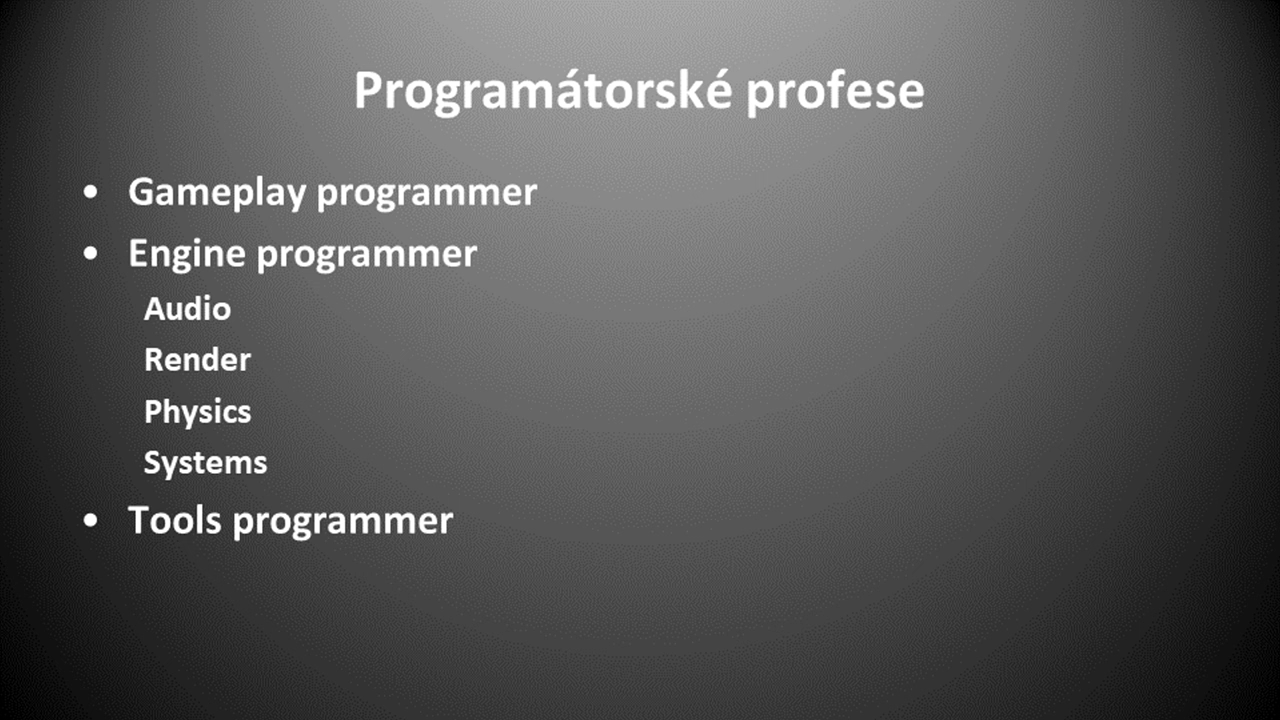 Programátorské profese
• Gameplay programmer
• Engine programmer
Audio
Render
Physics
Systems
• Tools programmer